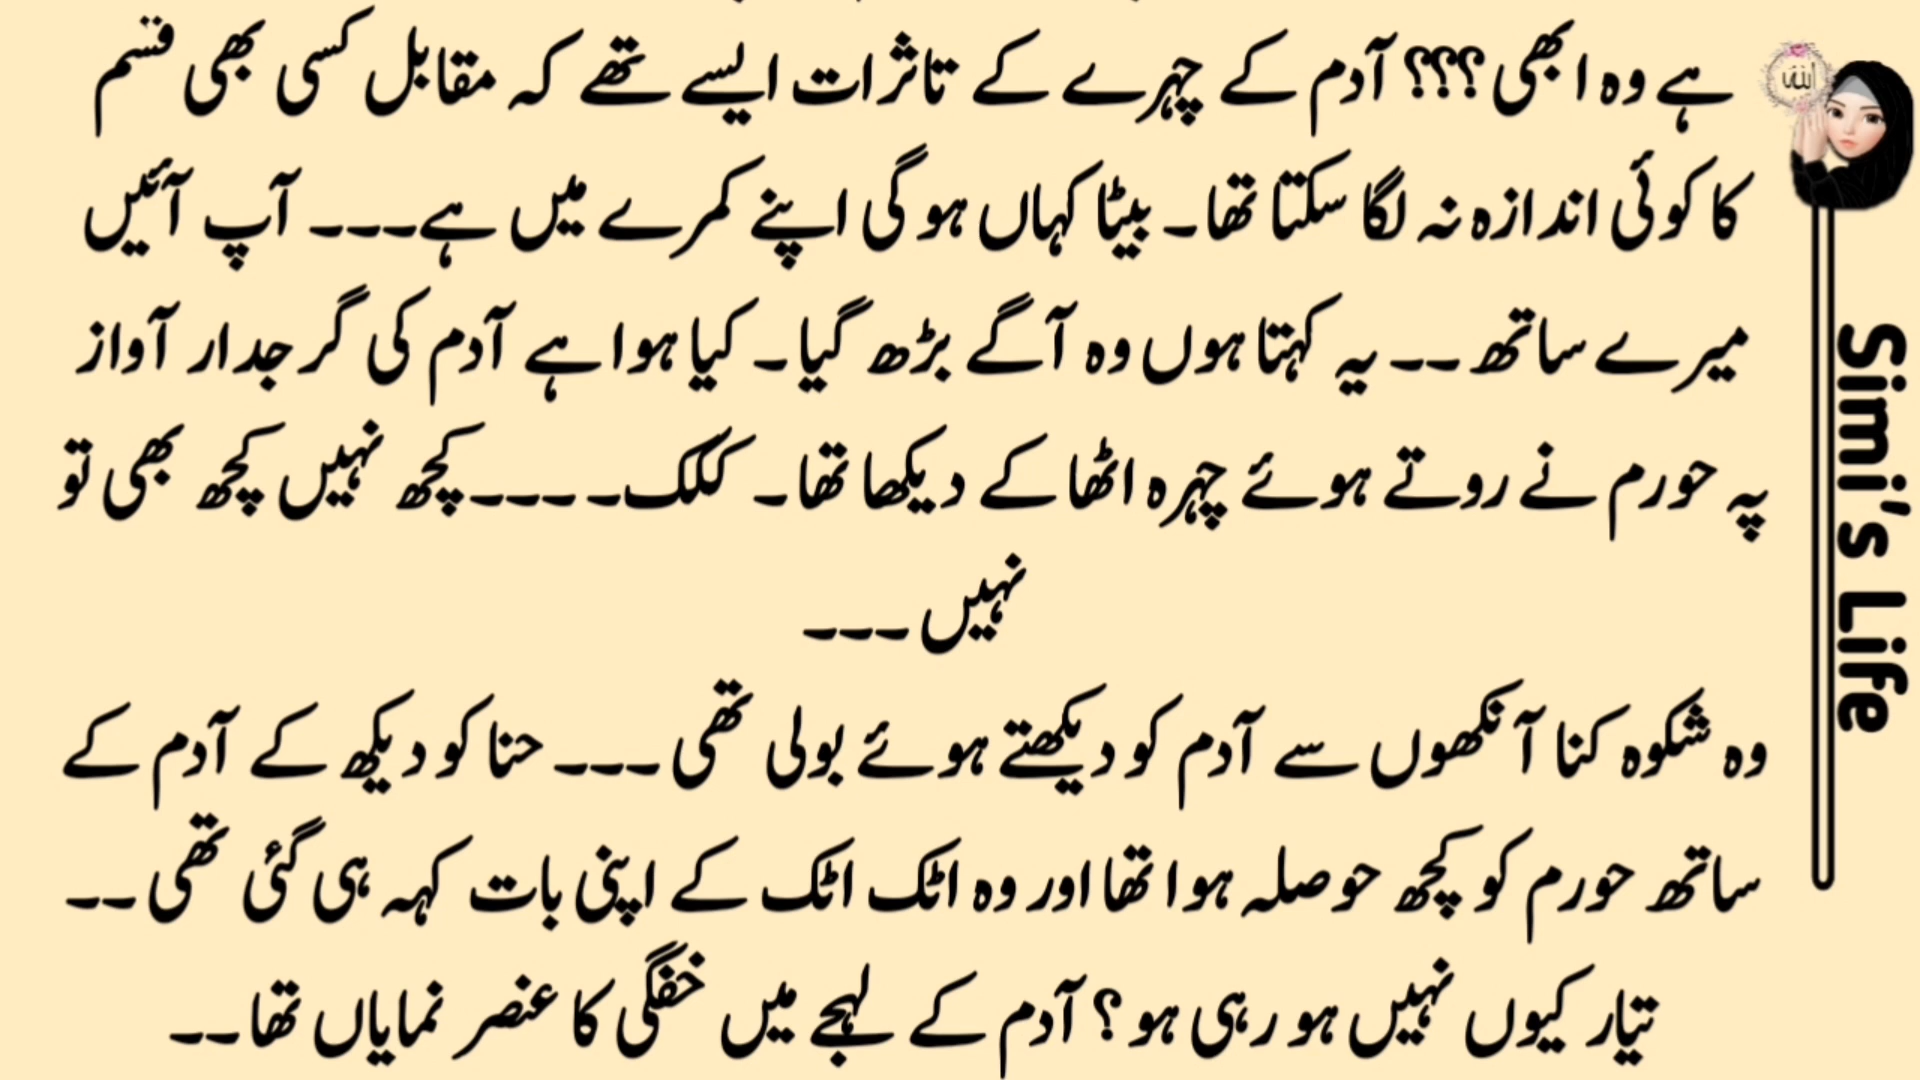 ہے وہ ابھی؟؟؟ آدم کے چہرے کے تاثرات ایسے تھے کہ مقابل کسی بھی قسم
کا کوئی اندازہ نہ لگا سکتا تھا۔ بیٹا کہاں ہو گی اپنے کمرے میں ہے۔۔۔ آپ آئیں
میرے ساتھ ۔۔ یہ کہتا ہوں وہ آگے بڑھ گیا۔ کیا ہوا ہے آدم کی گرجدار آواز
پہ حورم نے روتے ہوئے چہرہ اٹھا کے دیکھا تھا۔ ککک۔۔۔۔ کچھ نہیں کچھ بھی تو
نہیں ۔۔۔
وہ شکوہ کنا آنکھوں سے آدم کو دیکھتے ہوئے بولی تھی ۔۔۔ حنا کو دیکھ کے آدم کے
ساتھ حورم کو کچھ حوصلہ ہوا تھا اور وہ اٹک اٹک کے اپنی بات کہہ ہی گئی تھی ۔۔
تیار کیوں نہیں ہو رہی ہو ؟ آدم کے لہجے میں خفگی کا عنصر نمایاں تھا ۔۔
الله
Simi's Life